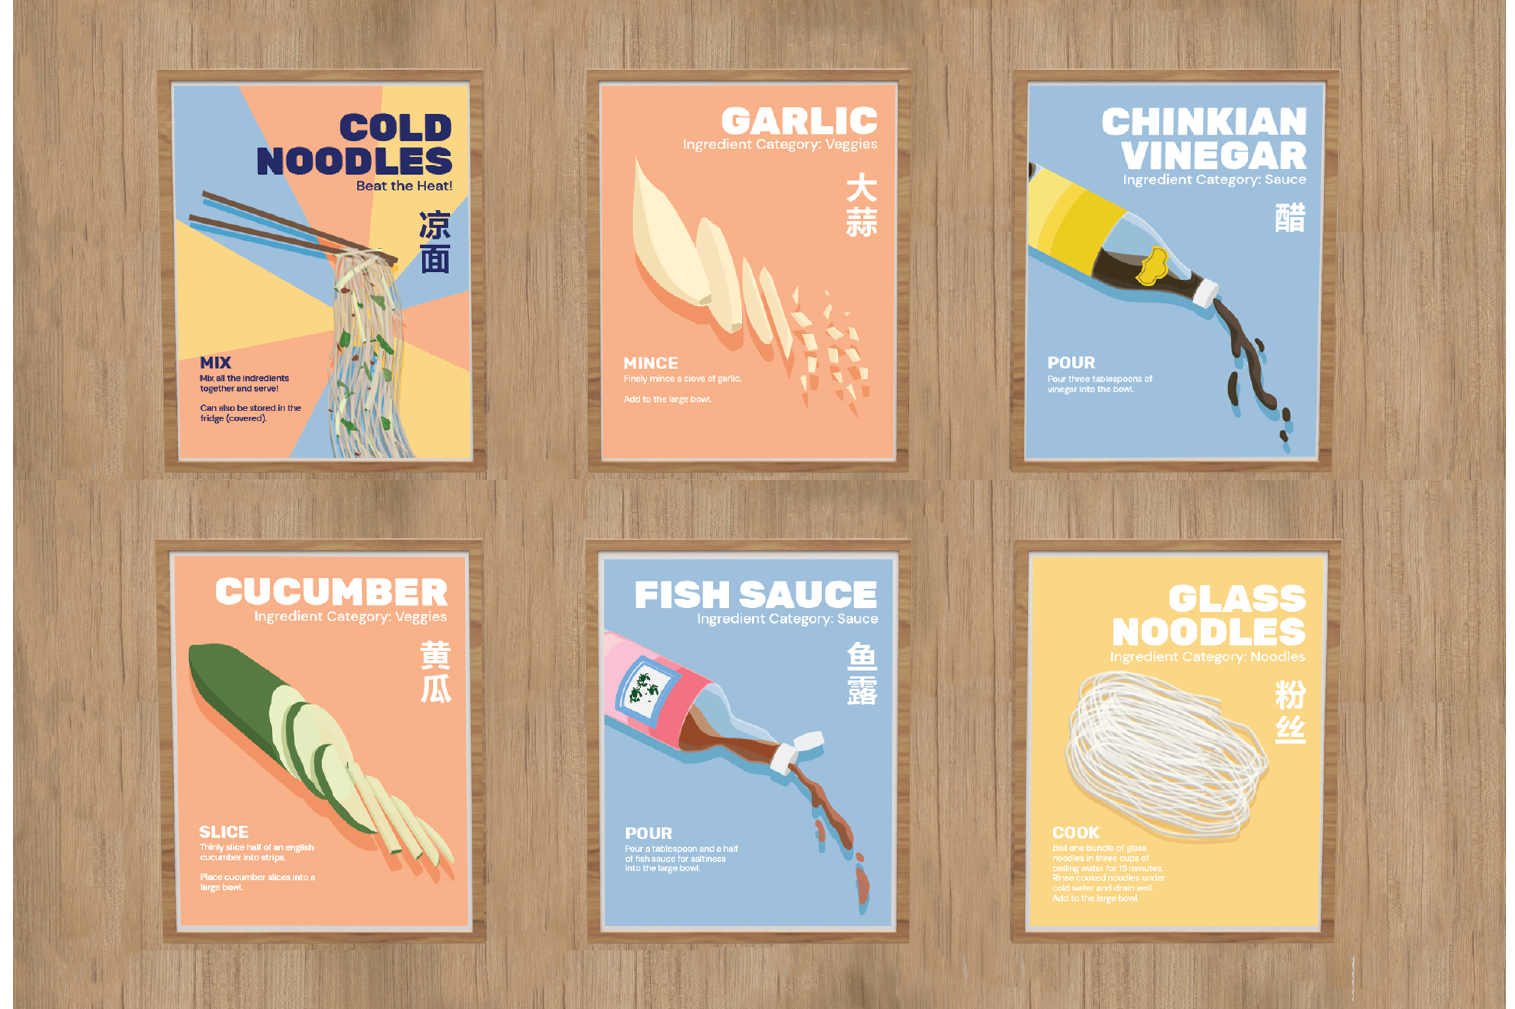 COLD
NOODLES
Beat the Heat!
凉
面
MIX
Mix all the indredients
together and serve!
Can also be stored in the
fridge (covered).
GARLIC
Ingredient Category: Veggies
大
蒜
MINCE
Finely mince a clove of garlic.
Add to the large bowl.
CHINKIAN
VINEGAR
Ingredient Category: Sauce
醋
POUR
Pour three tablespoons of
vinegar into the bowl.
CUCUMBER
Ingredient Category: Veggies
黄
瓜
SLICE
Thinly slice half of an english
cucumber into strips.
Place cucumber slices into a
large bowl.
FISH SAUCE
Ingredient Category: Sauce
鱼
露
POUR
Pour a tablespoon and a half
of fish sauce for saltiness
into the large bowl.
GLASS
NOODLES
Ingredient Category: Noodles
粉
丝
COOK
Boil one bundle of glass
noodles in three cups of
boiling water for 15 minutes.
Rinse cooked noodles under
cold water and drain well.
Add to the large bowl.